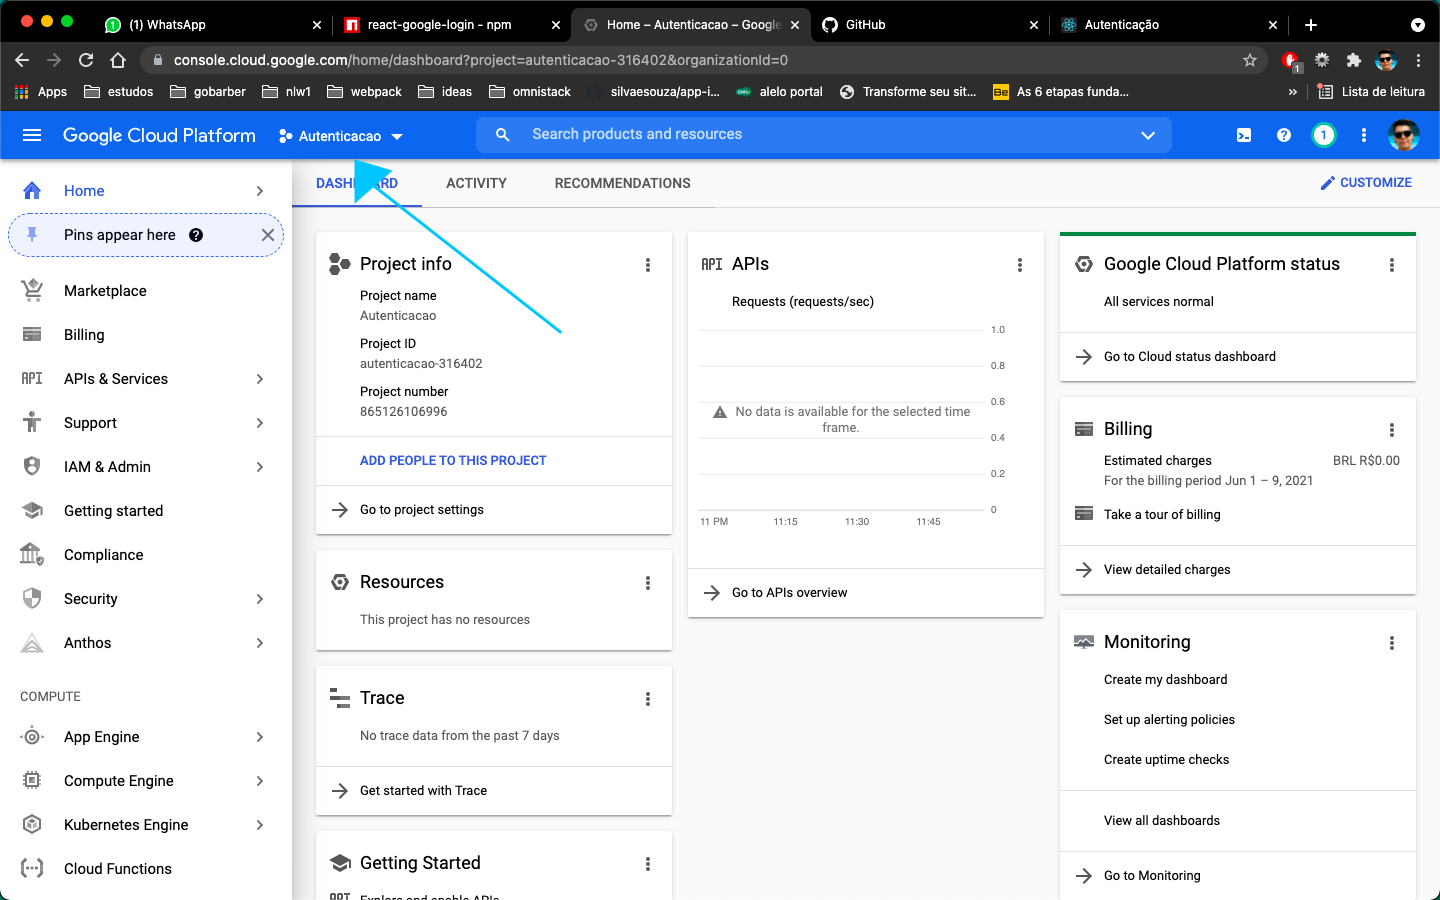 (1) WhatsApp
react-google-login - npm
Home – Autenticacao – Google
GitHub
Autenticação
console.cloud.google.com/home/dashboard?project=autenticacao-316402&organizationId=0
1
Apps
estudos
gobarber
nlw1
webpack
ideas
omnistack
silvaesouza/app-i...
alelo portal
Transforme seu sit...
Be
As 6 etapas funda...
»
Lista de leitura
Google Cloud Platform
Autenticacao
Search products and resources
1
Home
DASHBOARD
ACTIVITY
RECOMMENDATIONS
CUSTOMIZE
Pins appear here
Marketplace
Billing
API APIs & Services
Support
IAM & Admin
Getting started
Compliance
Security
Anthos
COMPUTE
App Engine
Compute Engine
Kubernetes Engine
Cloud Functions
Project info
Project name
Autenticacao
Project ID
autenticacao-316402
Project number
865126106996
ADD PEOPLE TO THIS PROJECT
Go to project settings
Resources
This project has no resources
Trace
No trace data from the past 7 days
Get started with Trace
Getting Started
API Explore and enable APIs
API APIs
Requests (requests/sec)
1.0
0.8
0.6
No data is available for the selected time
frame.
0.4
0.2
0
11 PM
11:15
11:30
11:45
Go to APIs overview
Google Cloud Platform status
All services normal
Go to Cloud status dashboard
Billing
Estimated charges
BRL R$0.00
For the billing period Jun 1 – 9, 2021
Take a tour of billing
View detailed charges
Monitoring
Create my dashboard
Set up alerting policies
Create uptime checks
View all dashboards
Go to Monitoring